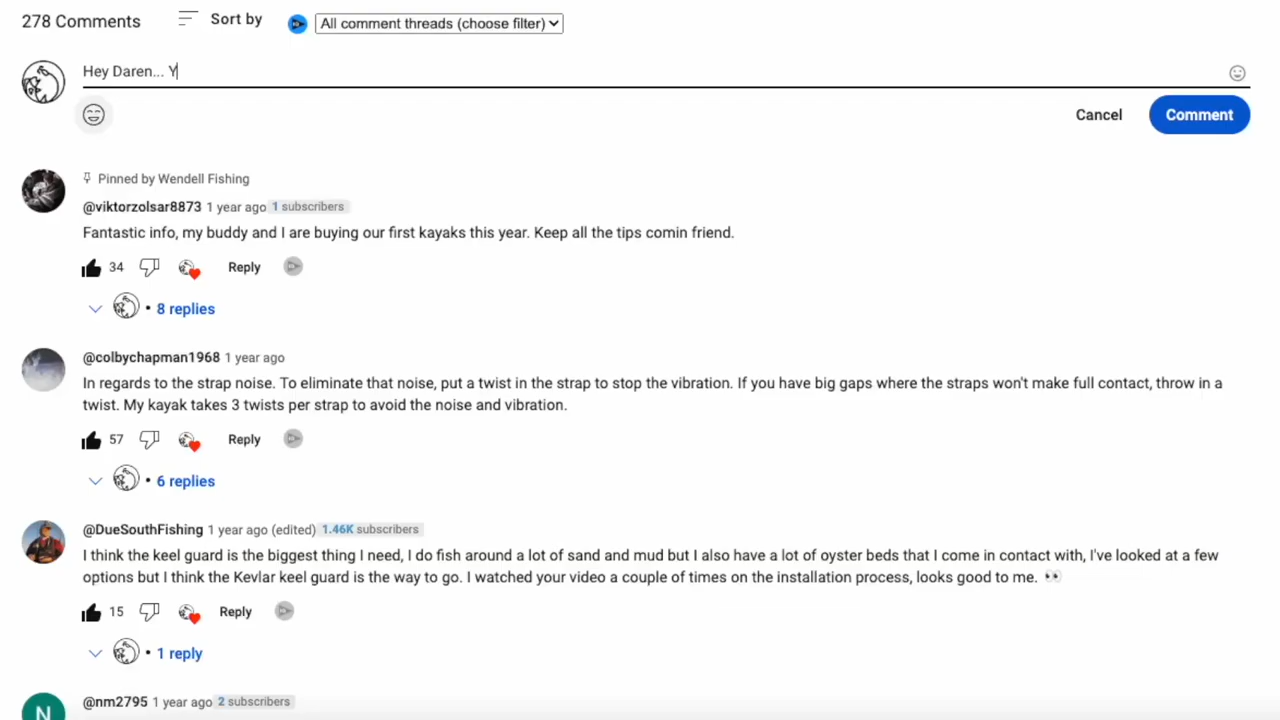 278 Comments Sort by All comment threads (choose filter)
Hey Daren... Y
Cancel Comment
Pinned by Wendell Fishing
@viktorzolsar8873 1 year ago 1 subscribers
Fantastic info, my buddy and I are buying our first kayaks this year. Keep all the tips comin friend.
34 Reply
• 8 replies
@colbychapman1968 1 year ago
In regards to the strap noise. To eliminate that noise, put a twist in the strap to stop the vibration. If you have big gaps where the straps won't make full contact, throw in a
twist. My kayak takes 3 twists per strap to avoid the noise and vibration.
57 Reply
• 6 replies
@DueSouthFishing 1 year ago (edited) 1.46K subscribers
I think the keel guard is the biggest thing I need, I do fish around a lot of sand and mud but I also have a lot of oyster beds that I come in contact with, I've looked at a few
options but I think the Kevlar keel guard is the way to go. I watched your video a couple of times on the installation process, looks good to me. 👀
15 Reply
• 1 reply
N @nm2795 1 year ago 2 subscribers